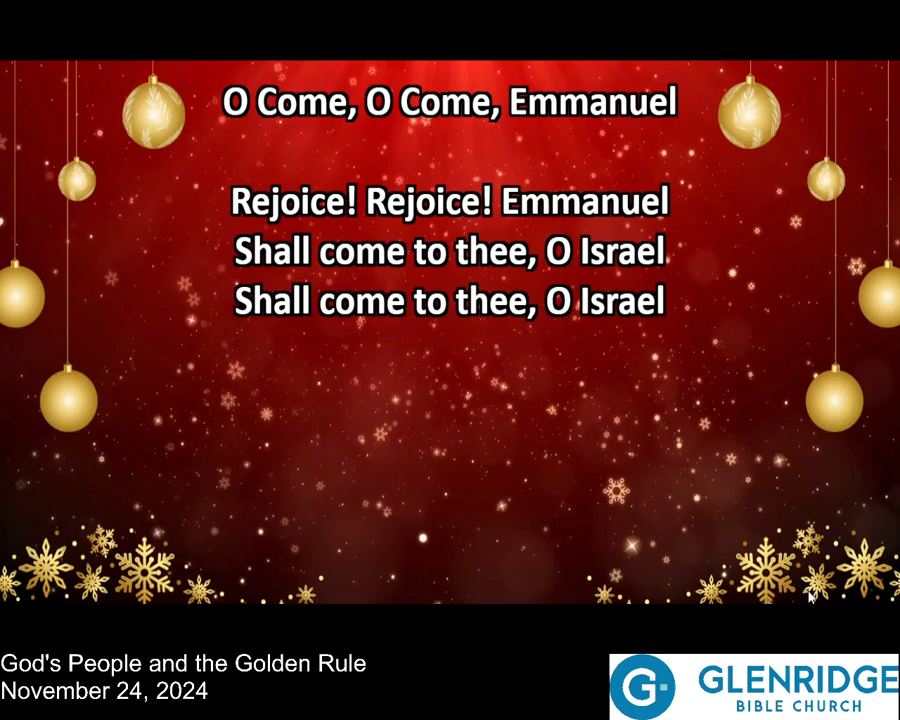 O Come, O Come, Emmanuel
Rejoice! Rejoice! Emmanuel
Shall come to thee, O Israel
Shall come to thee, O Israel
God's People and the Golden Rule
November 24, 2024
G
GLENRIDGE
BIBLE CHURCH